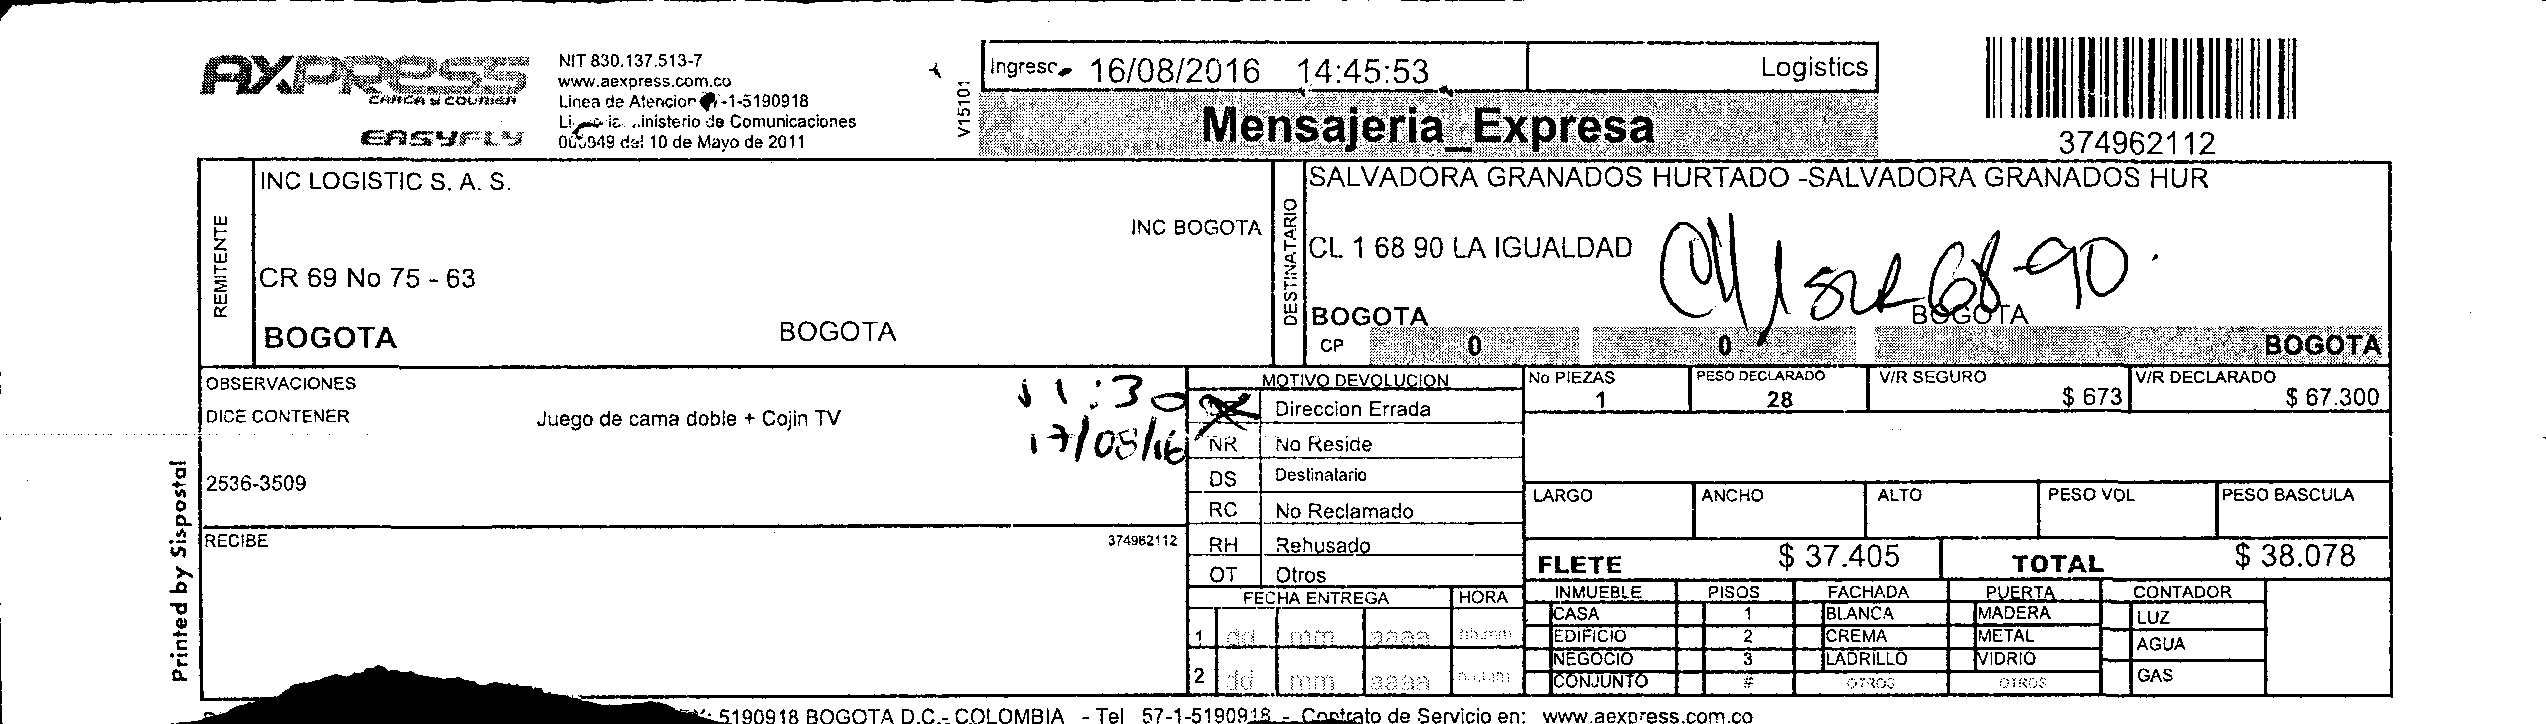 AXPRESS
CARGA y COURIER
EASYFLY
NIT 830.137.513-7
www.aexpress.com.co
Linea de Atencion -1-5190918
inisterio de Comunicaciones
del 10 de Mayo de 2011
V15101
Ingreso 16/08/2016 14:45:53 Logistics
Mensajeria_Expresa
374962112
REMITENTE
INC LOGISTIC S. A. S.
INC BOGOTA
CR 69 No 75 - 63
BOGOTA BOGOTA
DESTINATARIO
SALVADORA GRANADOS HURTADO -SALVADORA GRANADOS HUR
CL 1 68 90 LA IGUALDAD
Cll 1 sur 68-90
BOGOTA BOGOTA
CP 0 0 BOGOTA
OBSERVACIONES
DICE CONTENER Juego de cama doble + Cojin TV
11:30
17/08/16
2536-3509
RECIBE 374962112
MOTIVO DEVOLUCION
Direccion Errada
NR No Reside
DS Destinatario
RC No Reclamado
RH Rehusado
OT Otros
FECHA ENTREGA HORA
1 dd mm aaaa hh:mm
2 dd mm aaaa hh:mm
No PIEZAS PESO DECLARADO V/R SEGURO V/R DECLARADO
1 28 $ 673 $ 67.300
LARGO ANCHO ALTO PESO VOL PESO BASCULA
FLETE $ 37.405 TOTAL $ 38.078
INMUEBLE PISOS FACHADA PUERTA CONTADOR
CASA 1 BLANCA MADERA LUZ
EDIFICIO 2 CREMA METAL AGUA
NEGOCIO 3 LADRILLO VIDRIO
CONJUNTO # OTROS OTROS GAS
Printed by Sispostal
5190918 BOGOTA D.C.- COLOMBIA - Tel 57-1-5190918 - Contrato de Servicio en: www.aexpress.com.co